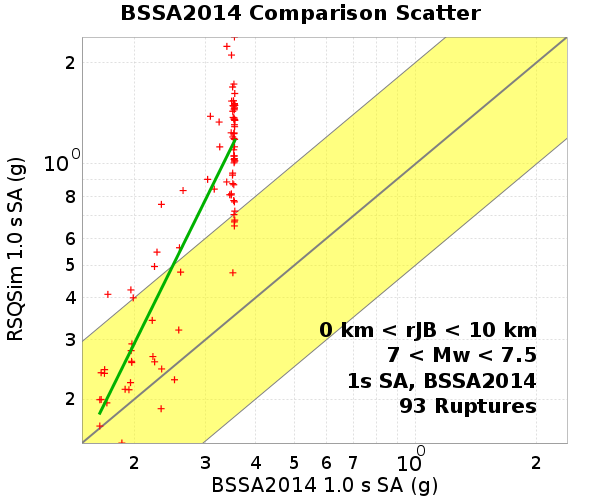 BSSA2014 Comparison Scatter
RSQSim 1.0 s SA (g)
2
10⁰
8
6
5
4
3
2
0 km < rJB < 10 km
7 < Mw < 7.5
1s SA, BSSA2014
93 Ruptures
2 3 4 5 6 7 10⁰ 2
BSSA2014 1.0 s SA (g)